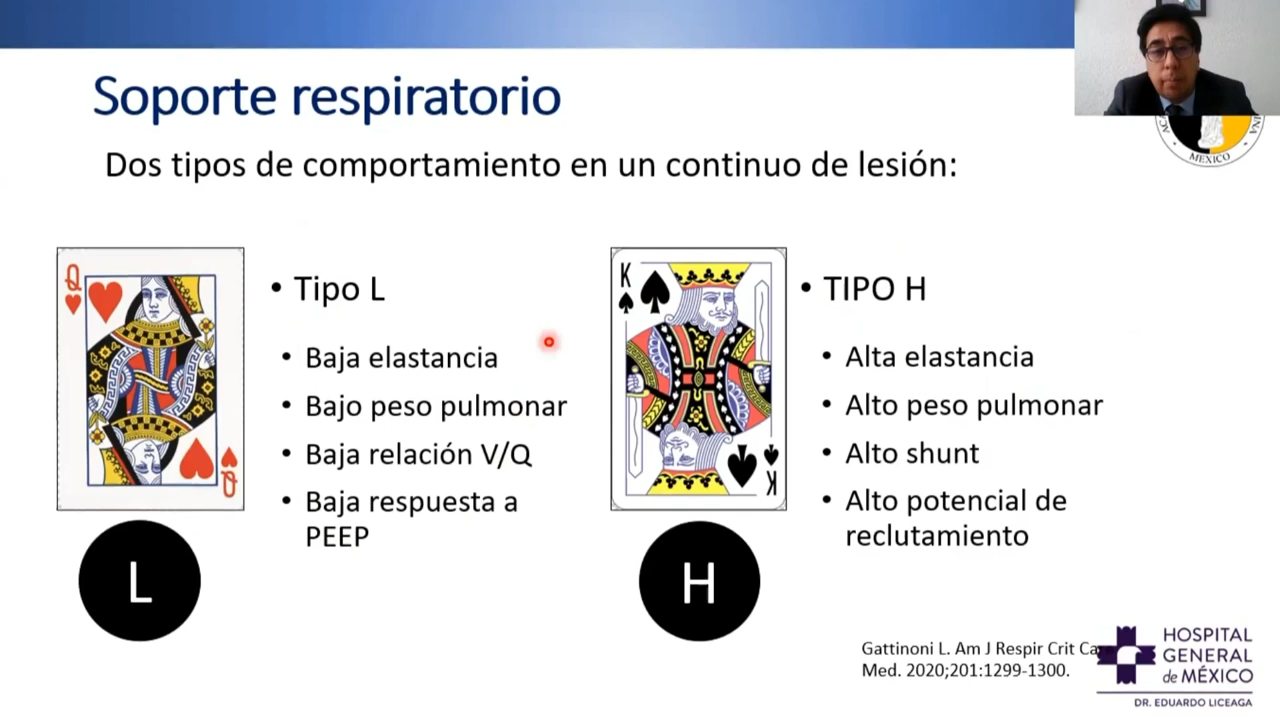 Soporte respiratorio
Dos tipos de comportamiento en un continuo de lesión:
MEXICO
Q
Q
• Tipo L
• Baja elastancia
• Bajo peso pulmonar
• Baja relación V/Q
• Baja respuesta a
PEEP
L
K
K
• TIPO H
• Alta elastancia
• Alto peso pulmonar
• Alto shunt
• Alto potencial de
reclutamiento
H
Gattinoni L. Am J Respir Crit Care
Med. 2020;201:1299-1300.
HOSPITAL
GENERAL
de MÉXICO
DR. EDUARDO LICEAGA